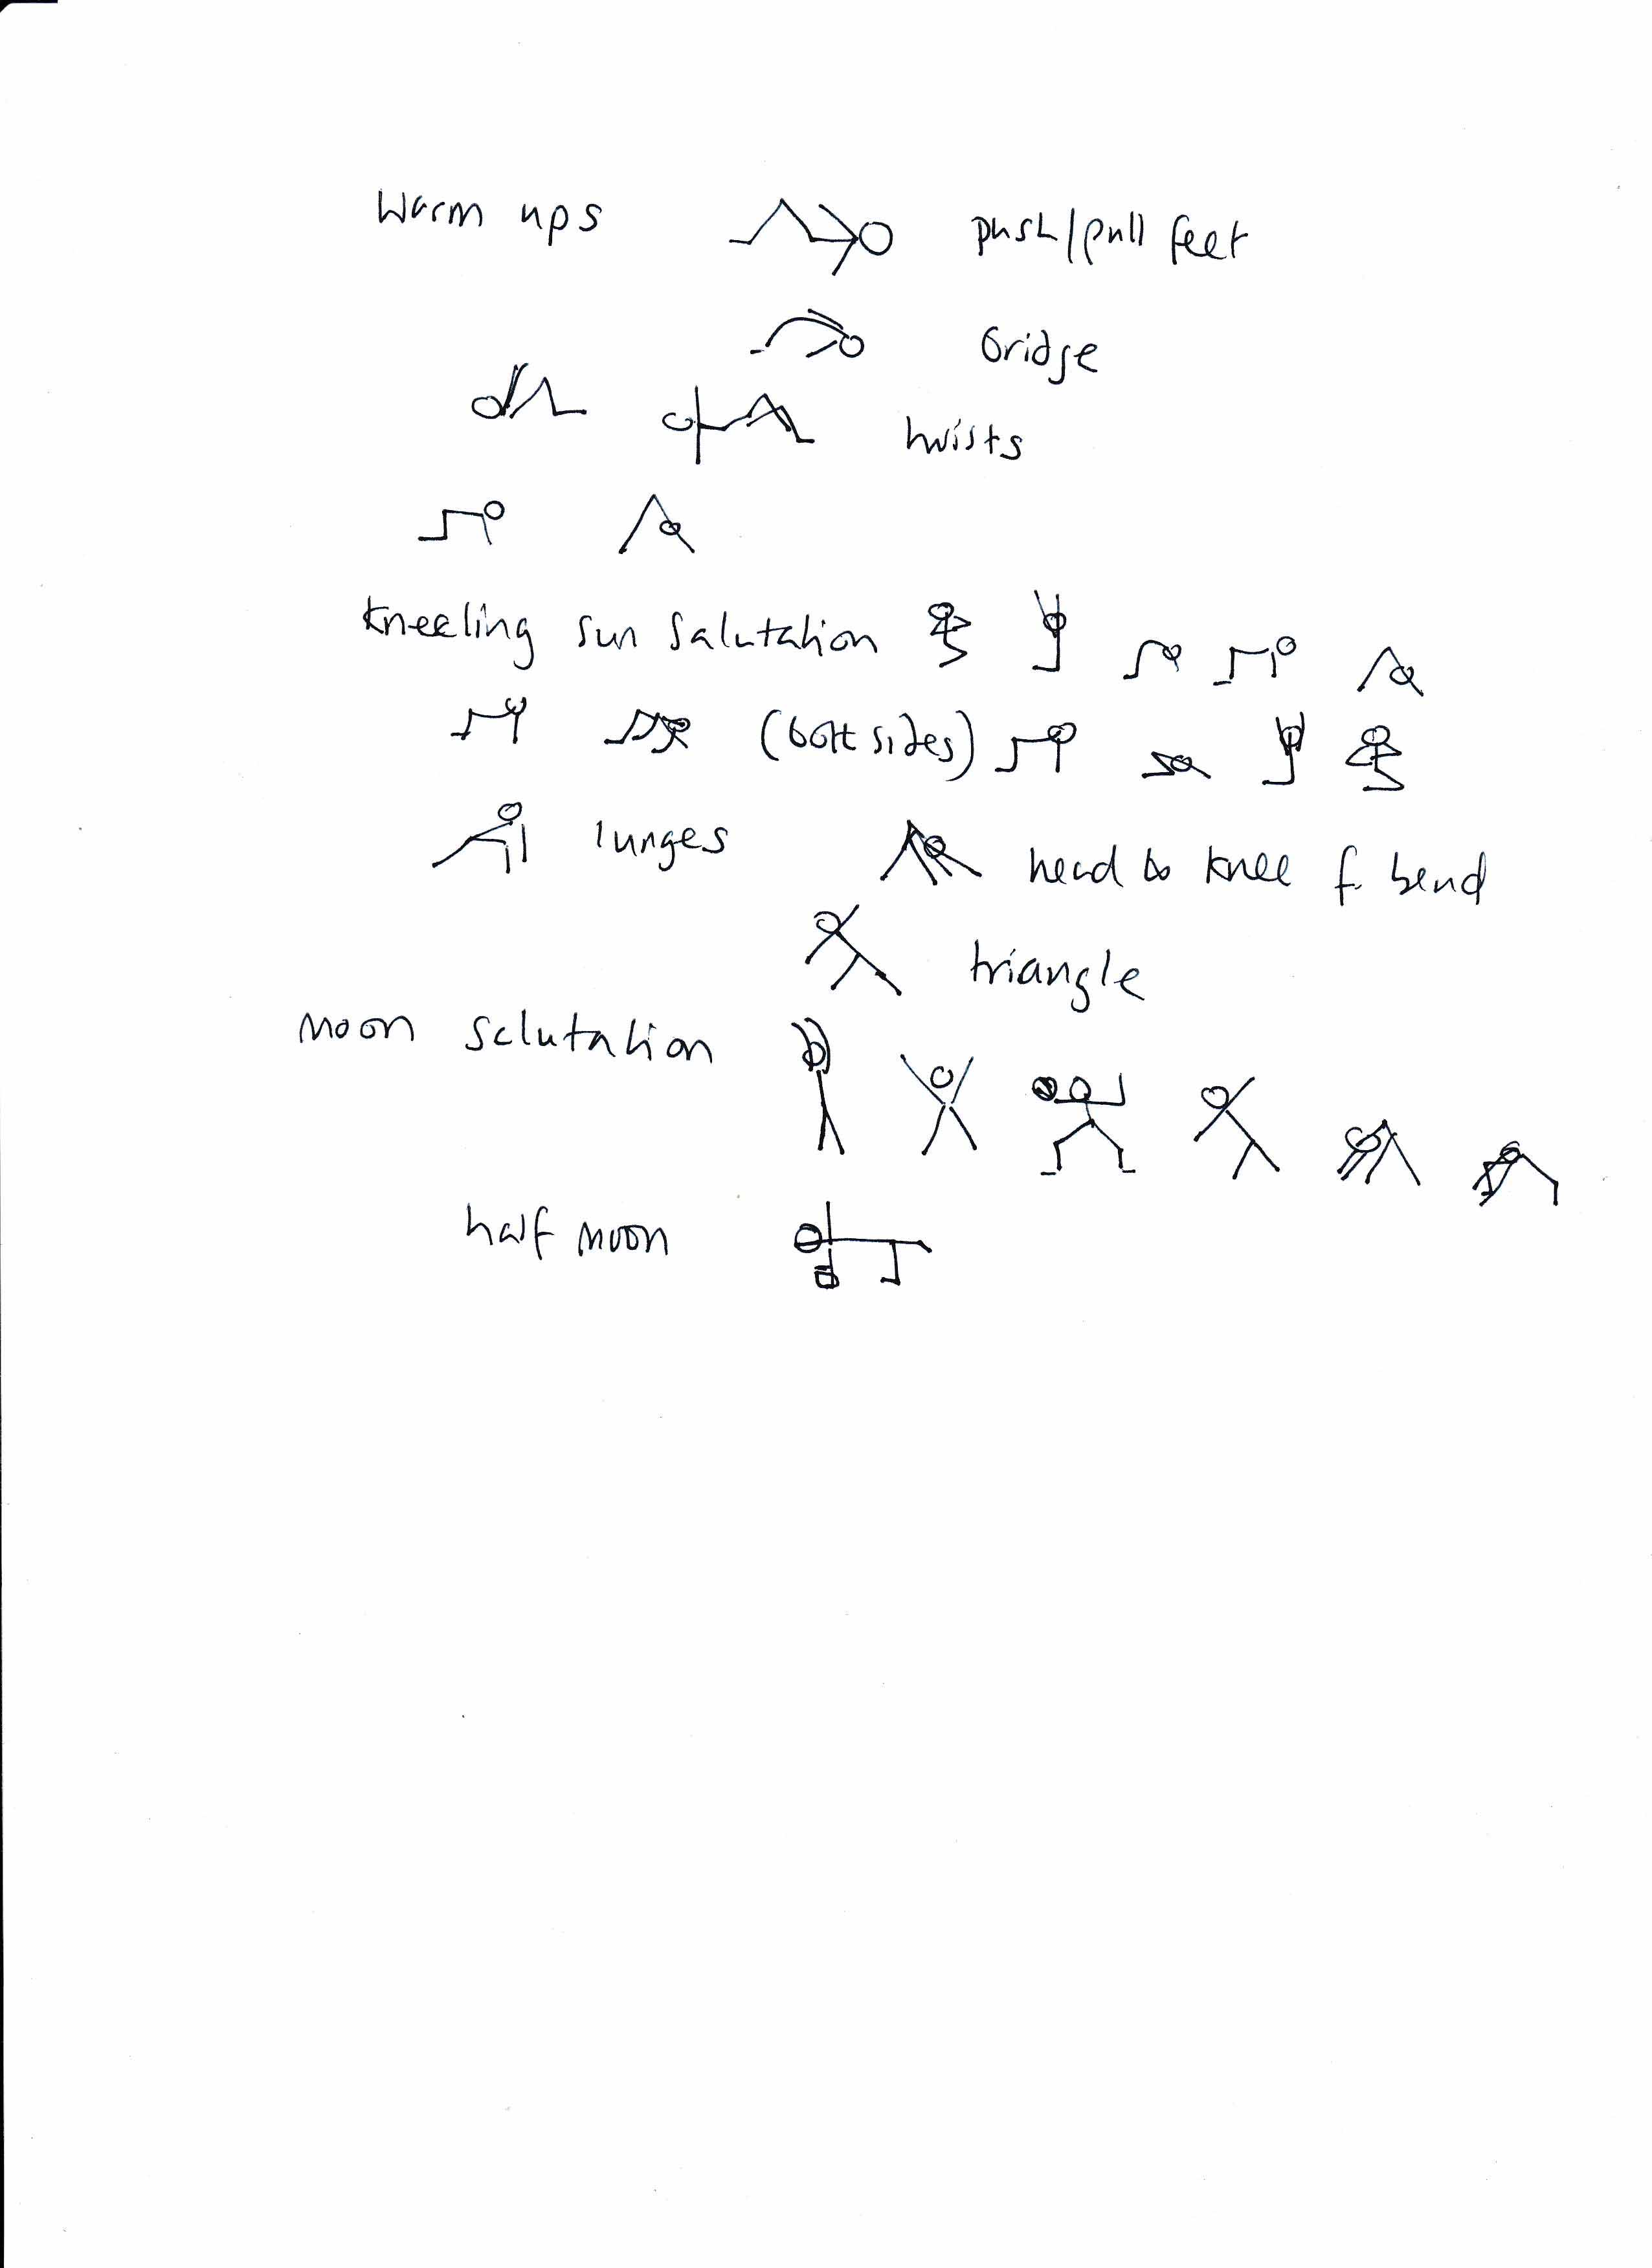 Warm ups push/pull feet
bridge
twists
kneeling sun salutation
(both sides)
lunges head to knee f. bend
triangle
moon salutation
half moon